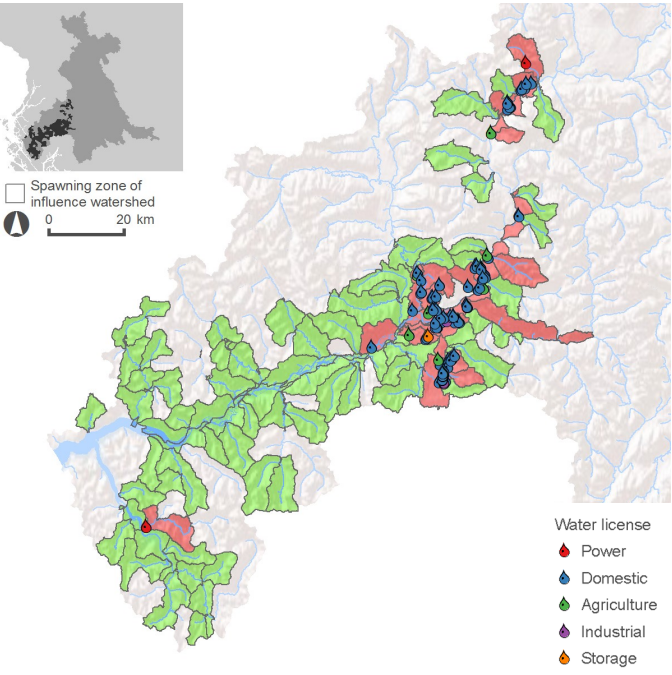 Spawning zone of
influence watershed
0 20 km
Water license
Power
Domestic
Agriculture
Industrial
Storage